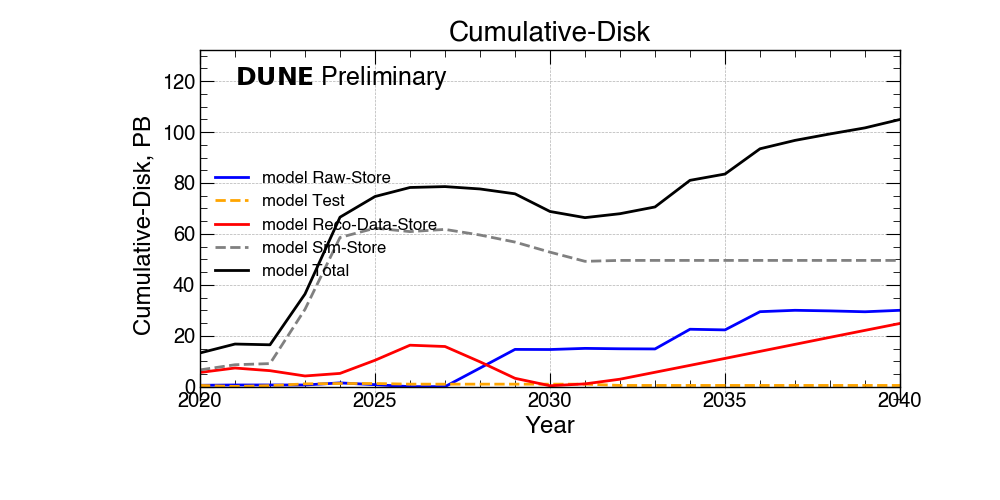 Cumulative-Disk
DUNE Preliminary
Cumulative-Disk, PB
120
100
80
60
40
20
0
model Raw-Store
model Test
model Reco-Data-Store
model Sim-Store
model Total
2020 2025 2030 2035 2040
Year